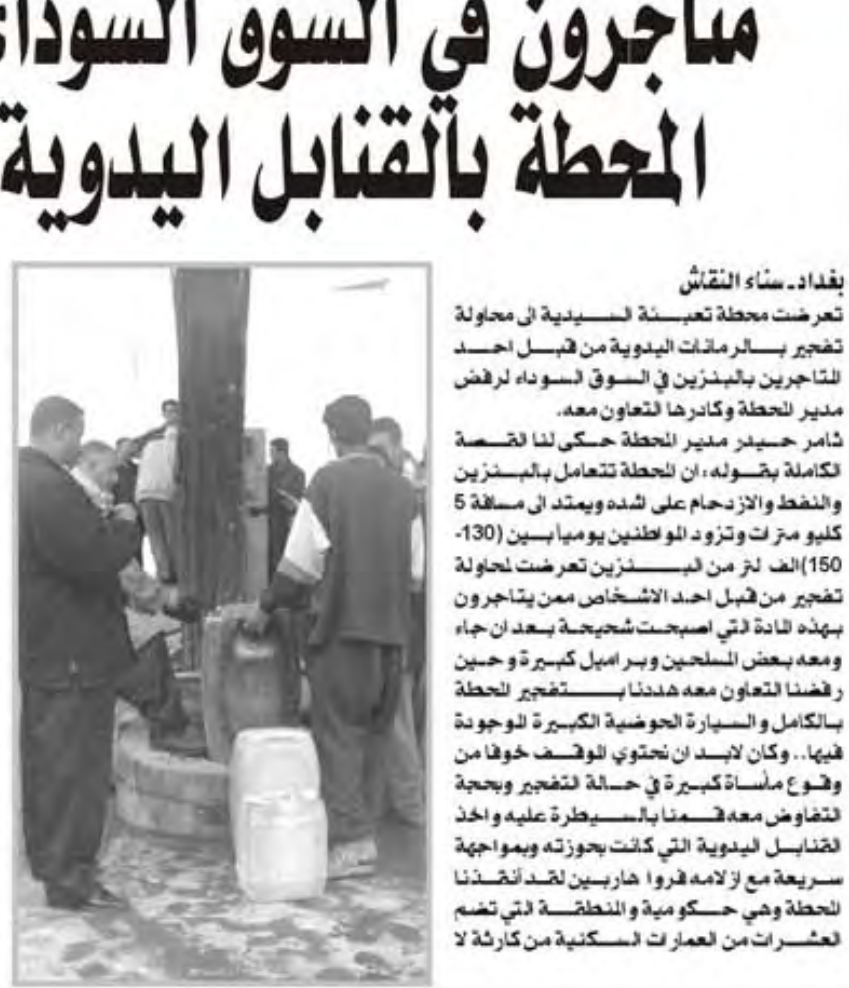 متاجرون في السوق السوداء
المحطة بالقنابل اليدوية
بغداد ـ سناء النقاش
تعرضت محطة تعبئة السيدية الى محاولة
تفجير بالرمانات اليدوية من قبل احد
المتاجرين بالبنزين في السوق السوداء لرفض
مدير المحطة وكادرها التعاون معه.
ثامر حيدر مدير المحطة حكى لنا القصة
الكاملة بقوله: ان المحطة تتعامل بالبنزين
والنفط والازدحام على اشده ويمتد الى مسافة 5
كليو مترات وتزود المواطنين يوميا بين (130-
150) الف لتر من البنزين تعرضت لمحاولة
تفجير من قبل احد الاشخاص ممن يتاجرون
بهذه المادة التي اصبحت شحيحة بعد ان جاء
ومعه بعض المسلحين وبراميل كبيرة وحين
رفضنا التعاون معه هددنا بتفجير المحطة
بالكامل والسيارة الحوضية الكبيرة الموجودة
فيها.. وكان لابد ان نحتوي الموقف خوفا من
وقوع مأساة كبيرة في حالة التفجير وبحجة
التفاوض معه قمنا بالسيطرة عليه واخذ
القنابل اليدوية التي كانت بحوزته وبمواجهة
سريعة مع ازلامه فروا هاربين لقد أنقذنا
المحطة وهي حكومية والمنطقة التي تضم
العشرات من العمارات السكنية من كارثة لا